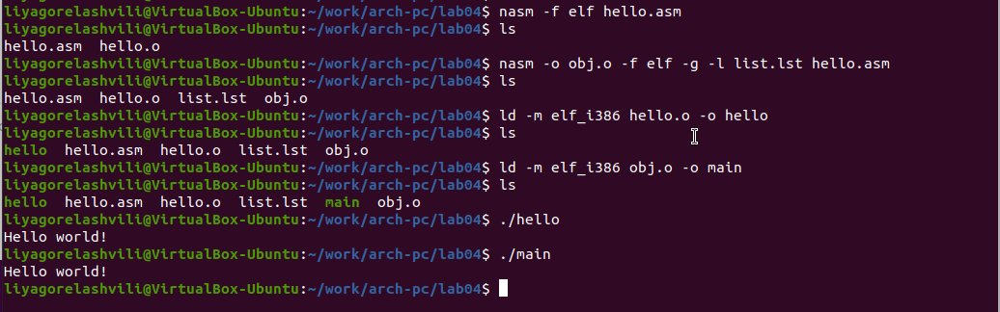 liyagorelashvili@VirtualBox-Ubuntu:~/work/arch-pc/lab04$ nasm -f elf hello.asm
liyagorelashvili@VirtualBox-Ubuntu:~/work/arch-pc/lab04$ ls
hello.asm  hello.o
liyagorelashvili@VirtualBox-Ubuntu:~/work/arch-pc/lab04$ nasm -o obj.o -f elf -g -l list.lst hello.asm
liyagorelashvili@VirtualBox-Ubuntu:~/work/arch-pc/lab04$ ls
hello.asm  hello.o  list.lst  obj.o
liyagorelashvili@VirtualBox-Ubuntu:~/work/arch-pc/lab04$ ld -m elf_i386 hello.o -o hello
liyagorelashvili@VirtualBox-Ubuntu:~/work/arch-pc/lab04$ ls
hello  hello.asm  hello.o  list.lst  obj.o
liyagorelashvili@VirtualBox-Ubuntu:~/work/arch-pc/lab04$ ld -m elf_i386 obj.o -o main
liyagorelashvili@VirtualBox-Ubuntu:~/work/arch-pc/lab04$ ls
hello  hello.asm  hello.o  list.lst  main  obj.o
liyagorelashvili@VirtualBox-Ubuntu:~/work/arch-pc/lab04$ ./hello
Hello world!
liyagorelashvili@VirtualBox-Ubuntu:~/work/arch-pc/lab04$ ./main
Hello world!
liyagorelashvili@VirtualBox-Ubuntu:~/work/arch-pc/lab04$